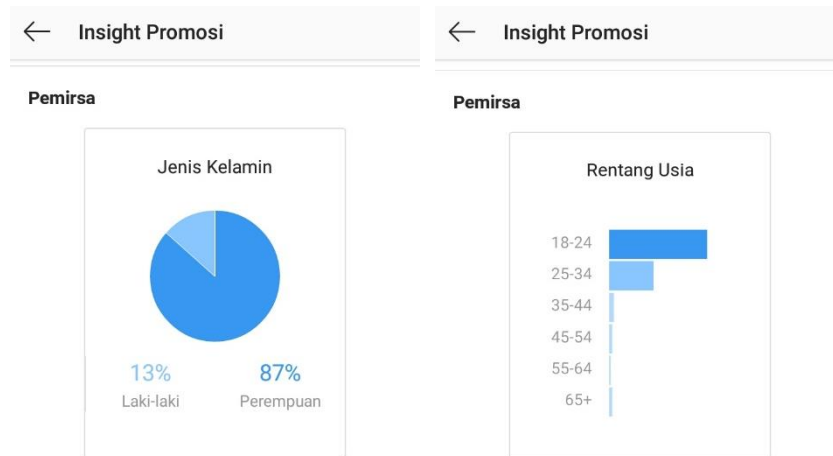 Insight Promosi
Pemirsa
Jenis Kelamin
13%
87%
Laki-laki
Perempuan
Insight Promosi
Pemirsa
Rentang Usia
18-24
25-34
35-44
45-54
55-64
65+